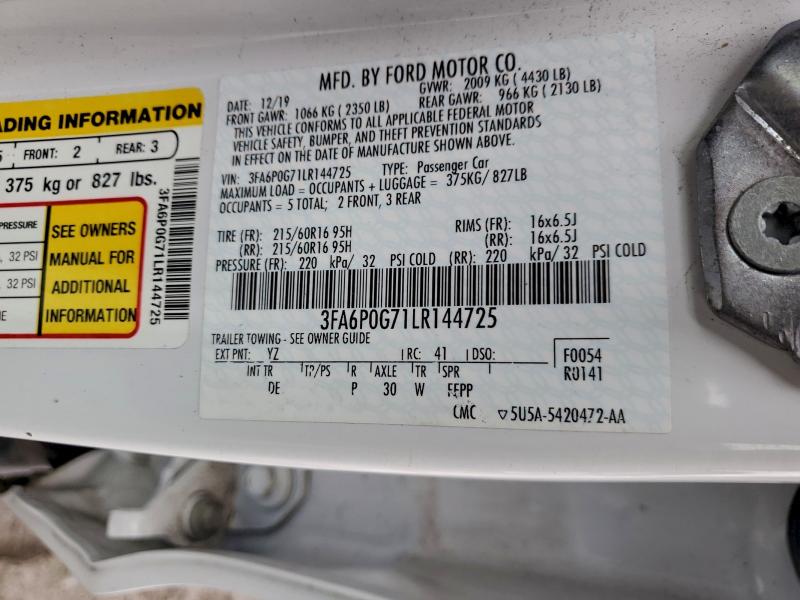 ADING INFORMATION
FRONT: 2 REAR: 3
375 kg or 827 lbs.
PRESSURE
, 32 PSI
, 32 PSI
SEE OWNERS
MANUAL FOR
ADDITIONAL
INFORMATION
3FA6P0G71LR144725
MFD. BY FORD MOTOR CO.
DATE: 12/19 GVWR: 2009 KG ( 4430 LB)
FRONT GAWR: 1066 KG ( 2350 LB) REAR GAWR: 966 KG ( 2130 LB)
THIS VEHICLE CONFORMS TO ALL APPLICABLE FEDERAL MOTOR
VEHICLE SAFETY, BUMPER, AND THEFT PREVENTION STANDARDS
IN EFFECT ON THE DATE OF MANUFACTURE SHOWN ABOVE.
VIN: 3FA6P0G71LR144725 TYPE: Passenger Car
MAXIMUM LOAD = OCCUPANTS + LUGGAGE = 375KG/ 827LB
OCCUPANTS = 5 TOTAL; 2 FRONT, 3 REAR
TIRE (FR): 215/60R16 95H RIMS (FR): 16x6.5J
(RR): 215/60R16 95H (RR): 16x6.5J
PRESSURE (FR): 220 kPa/ 32 PSI COLD (RR): 220 kPa/ 32 PSI COLD
3FA6P0G71LR144725
TRAILER TOWING- SEE OWNER GUIDE
EXT PNT: YZ RC: 41 DSO: F0054
INT TR TP/PS R AXLE TR SPR R0141
DE P 30 W FFPP
CMC ▽5U5A-5420472-AA